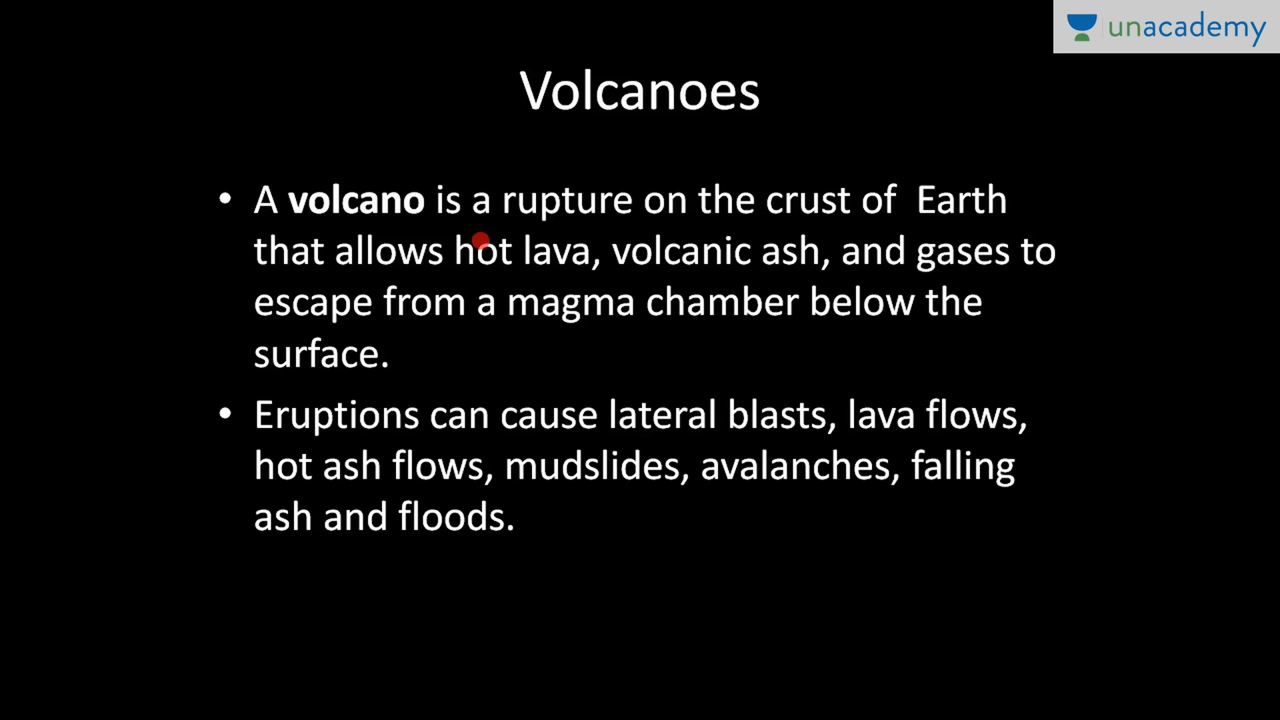 unacademy
Volcanoes
• A volcano is a rupture on the crust of Earth
that allows hot lava, volcanic ash, and gases to
escape from a magma chamber below the
surface.
• Eruptions can cause lateral blasts, lava flows,
hot ash flows, mudslides, avalanches, falling
ash and floods.